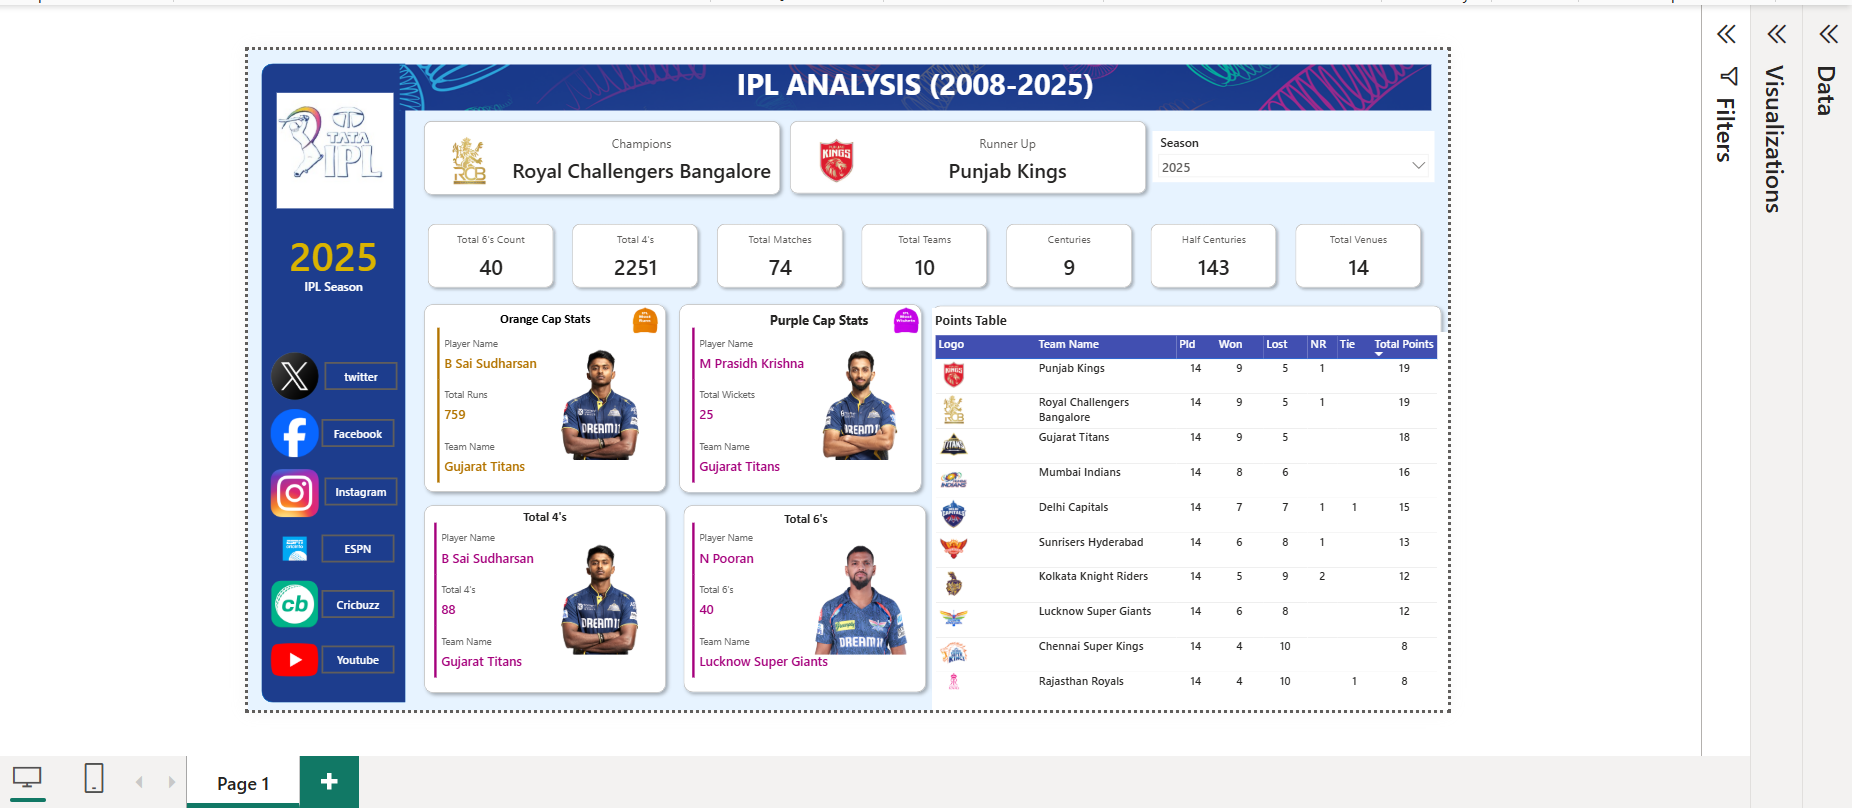 IPL ANALYSIS (2008-2025)
TATA
IPL
Champions
Royal Challengers Bangalore
RCB
Runner Up
Punjab Kings
KINGS
Season
2025
2025
IPL Season
Total 6's Count
40
Total 4's
2251
Total Matches
74
Total Teams
10
Centuries
9
Half Centuries
143
Total Venues
14
twitter
Facebook
Instagram
ESPN
Cricbuzz
cb
Youtube
Orange Cap Stats
Player Name
B Sai Sudharsan
Total Runs
759
Team Name
Gujarat Titans
DREAM11
Purple Cap Stats
Player Name
M Prasidh Krishna
Total Wickets
25
Team Name
Gujarat Titans
DREAM11
Total 4's
Player Name
B Sai Sudharsan
Total 4's
88
Team Name
Gujarat Titans
DREAM11
Total 6's
Player Name
N Pooran
Total 6's
40
Team Name
Lucknow Super Giants
DREAM11
Points Table
Logo Team Name Pld Won Lost NR Tie Total Points
Punjab Kings 14 9 5 1 19
Royal Challengers Bangalore 14 9 5 1 19
Gujarat Titans 14 9 5 18
Mumbai Indians 14 8 6 16
Delhi Capitals 14 7 7 1 1 15
Sunrisers Hyderabad 14 6 8 1 13
Kolkata Knight Riders 14 5 9 2 12
Lucknow Super Giants 14 6 8 12
Chennai Super Kings 14 4 10 8
Rajasthan Royals 14 4 10 1 8
Filters
Visualizations
Data
Page 1